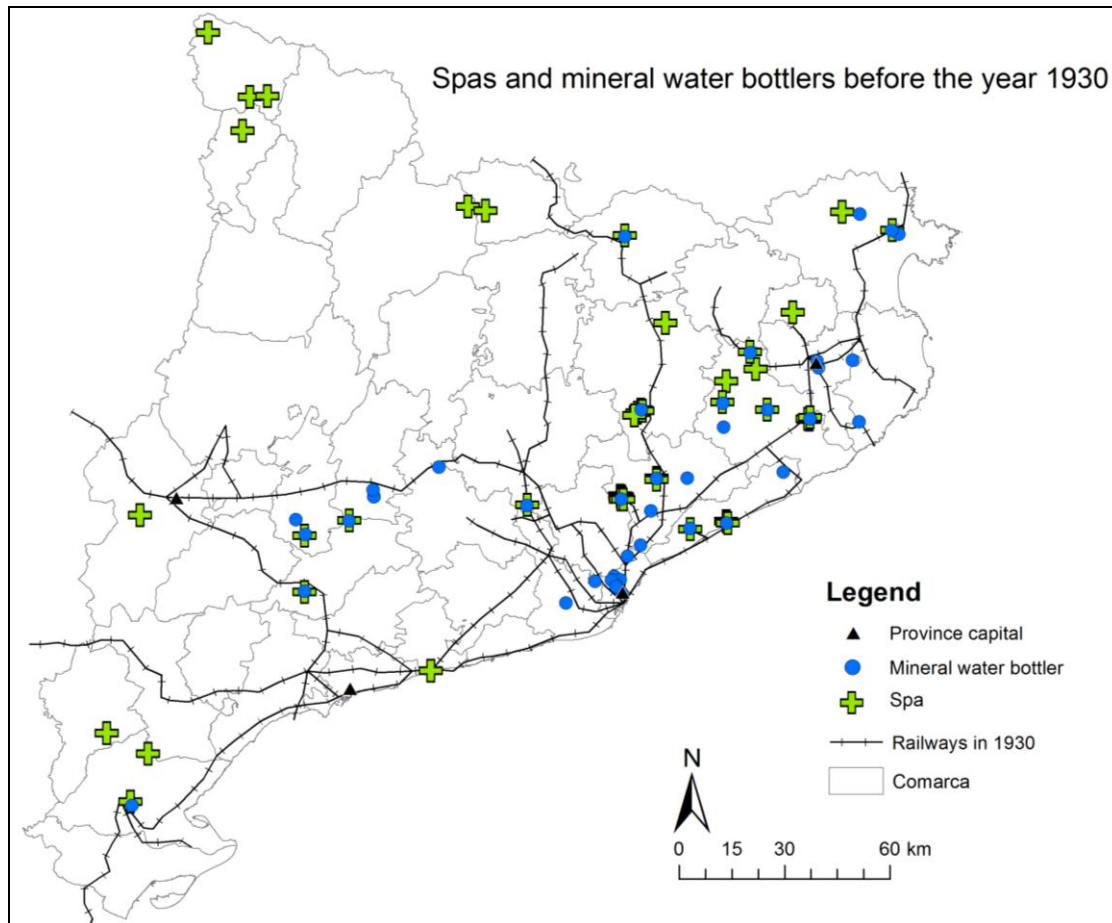 Spas and mineral water bottlers before the year 1930
Legend
Province capital
Mineral water bottler
Spa
Railways in 1930
Comarca
N
0 15 30 60 km